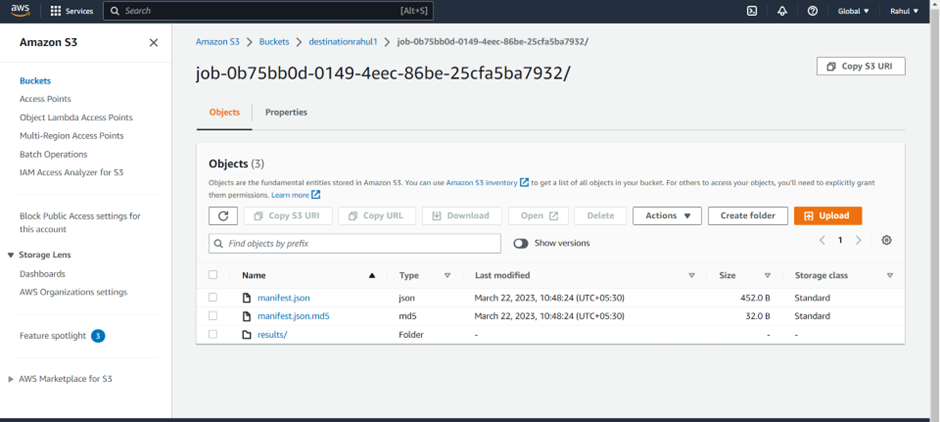 aws
Services
Search
[Alt+S]
Global
Rahul
Amazon S3
Buckets
Access Points
Object Lambda Access Points
Multi-Region Access Points
Batch Operations
IAM Access Analyzer for S3
Block Public Access settings for
this account
Storage Lens
Dashboards
AWS Organizations settings
Feature spotlight 3
AWS Marketplace for S3
Amazon S3 > Buckets > destinationrahul1 > job-0b75bb0d-0149-4eec-86be-25cfa5ba7932/
job-0b75bb0d-0149-4eec-86be-25cfa5ba7932/
Copy S3 URI
Objects Properties
Objects (3)
Objects are the fundamental entities stored in Amazon S3. You can use Amazon S3 inventory to get a list of all objects in your bucket. For others to access your objects, you'll need to explicitly grant
them permissions. Learn more
Copy S3 URI Copy URL Download Open Delete Actions Create folder Upload
Find objects by prefix
Show versions
1
Name Type Last modified Size Storage class
manifest.json json March 22, 2023, 10:48:24 (UTC+05:30) 452.0 B Standard
manifest.json.md5 md5 March 22, 2023, 10:48:24 (UTC+05:30) 32.0 B Standard
results/ Folder - - -